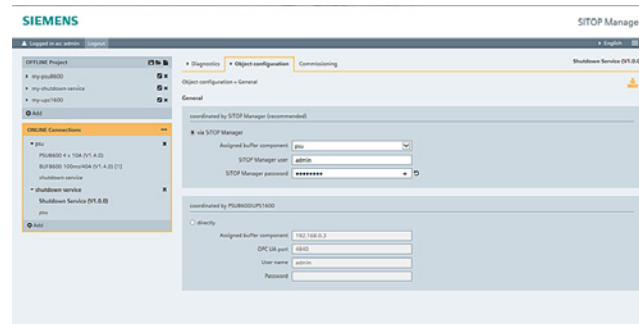 SIEMENS
SITOP Manage
Logged in as: admin Logout
English
OFFLINE Project
my-psu8600
my-shutdown-service
my-ups1600
Add
ONLINE Connections
psu
PSU8600 4 x 10A (V1.4.0)
BUF8600 100ms/40A (V1.4.0) [1]
shutdown-service
shutdown service
Shutdown Service (V1.0.0)
psu
Add
Diagnostics Object configuration Commissioning
Shutdown Service (V1.0.0
Object configuration » General
General
coordinated by SITOP Manager (recommended)
via SITOP Manager
Assigned buffer component psu
SITOP Manager user admin
SITOP Manager password ••••••••
coordinated by PSU8600/UPS1600
directly
Assigned buffer component 192.168.0.3
OPC UA port 4840
User name admin
Password